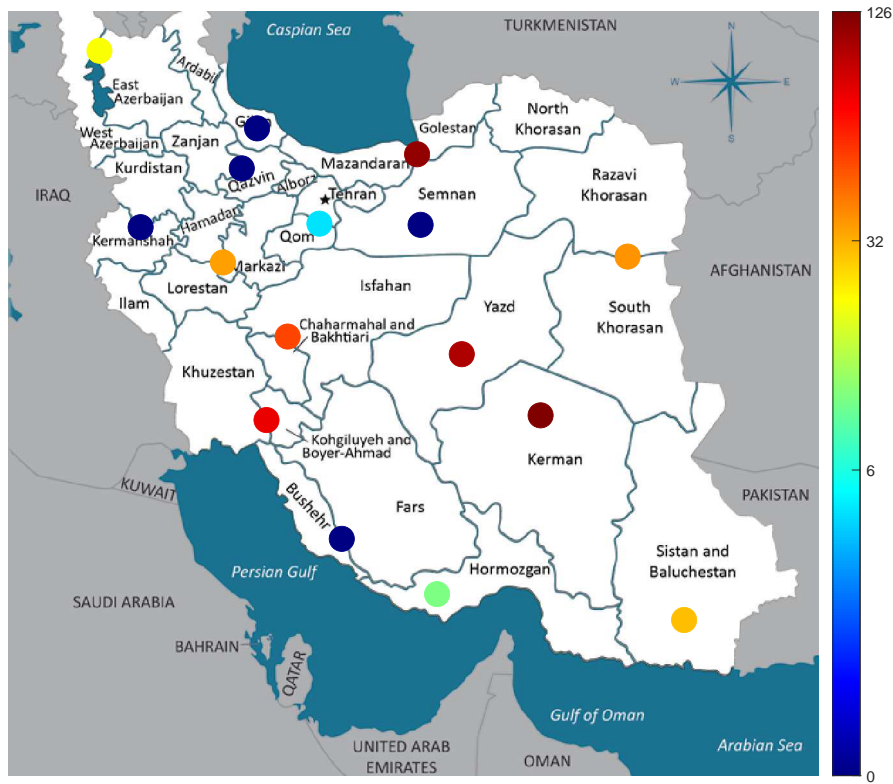 126
Caspian Sea
TURKMENISTAN
N
W
E
S
Ardabil
East
Azerbaijan
North
Khorasan
Golestan
West
Azerbaijan
Zanjan
Mazandaran
Kurdistan
Qazvin
Alborz
Tehran
Semnan
Razavi
Khorasan
IRAQ
Hamadan
Kermanshah
Qom
32
Markazi
AFGHANISTAN
Lorestan
Isfahan
Ilam
Yazd
South
Khorasan
Chaharmahal and
Bakhtiari
Khuzestan
Kohgiluyeh and
Boyer-Ahmad
Kerman
6
KUWAIT
Bushehr
Fars
PAKISTAN
Sistan and
Baluchestan
Persian Gulf
Hormozgan
SAUDI ARABIA
BAHRAIN
QATAR
Gulf of Oman
UNITED ARAB
EMIRATES
OMAN
Arabian Sea
0